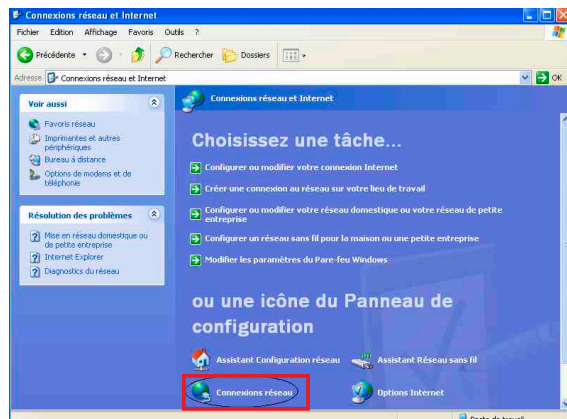 Connexions réseau et Internet
Fichier Edition Affichage Favoris Outils ?
Précédente Rechercher Dossiers
Adresse Connexions réseau et Internet OK
Voir aussi
Favoris réseau
Imprimantes et autres
périphériques
Bureau à distance
Options de modems et de
téléphonie
Résolution des problèmes
Mise en réseau domestique ou
de petite entreprise
Internet Explorer
Diagnostics du réseau
Connexions réseau et Internet
Choisissez une tâche...
Configurer ou modifier votre connexion Internet
Créer une connexion au réseau sur votre lieu de travail
Configurer ou modifier votre réseau domestique ou votre réseau de petite
entreprise
Configurer un réseau sans fil pour la maison ou une petite entreprise
Modifier les paramètres du Pare-feu Windows
ou une icône du Panneau de
configuration
Assistant Configuration réseau Assistant Réseau sans fil
Connexions réseau Options Internet
Poste de travail